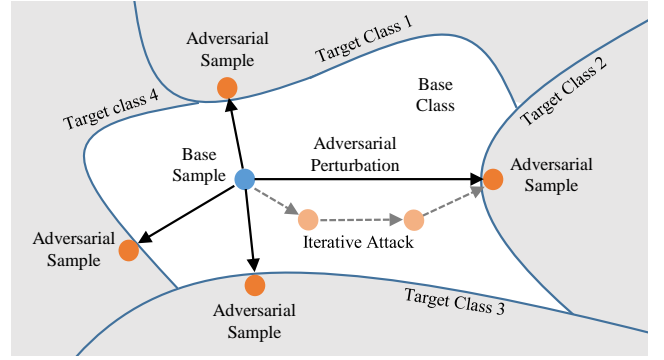 Adversarial
Sample
Target Class 1
Target Class 2
Target class 4
Base
Class
Base
Sample
Adversarial
Perturbation
Adversarial
Sample
Iterative Attack
Adversarial
Sample
Target Class 3
Adversarial
Sample